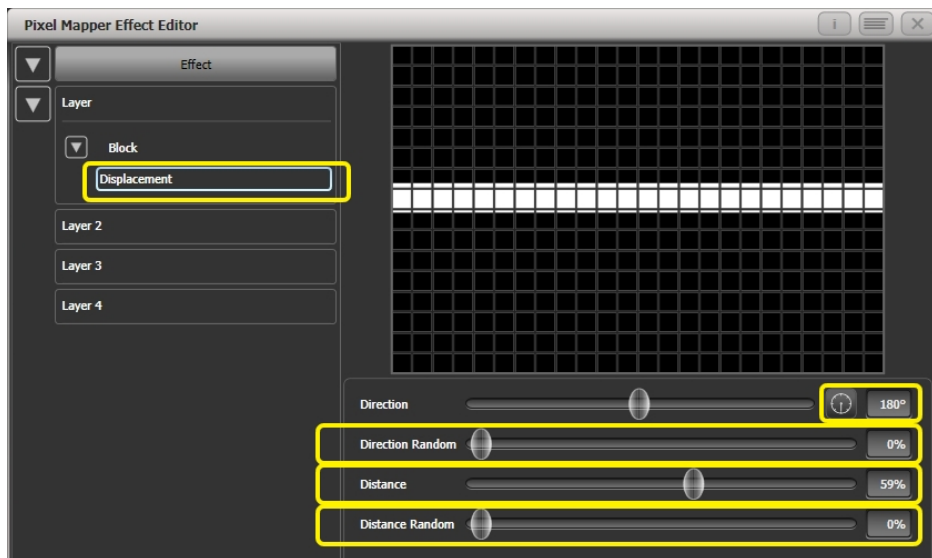 Pixel Mapper Effect Editor
i
Effect
Layer
Block
Displacement
Layer 2
Layer 3
Layer 4
Direction 180°
Direction Random 0%
Distance 59%
Distance Random 0%